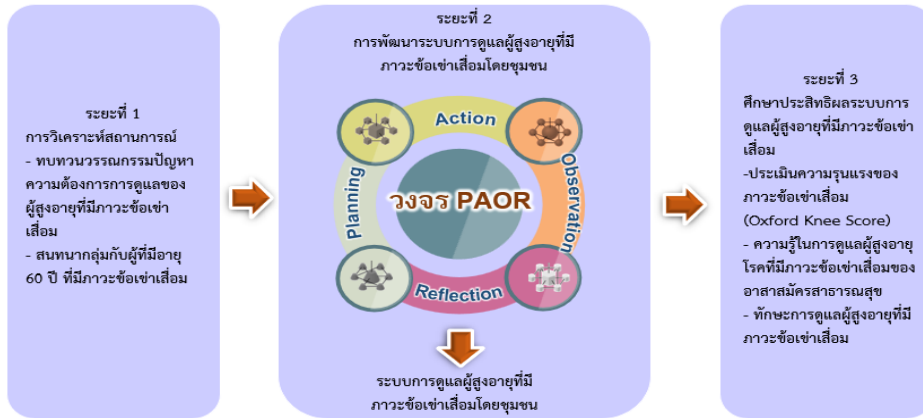 ระยะที่ 1
การวิเคราะห์สถานการณ์
- ทบทวนวรรณกรรมปัญหา
ความต้องการการดูแลของ
ผู้สูงอายุที่มีภาวะข้อเข่า
เสื่อม
- สนทนากลุ่มกับผู้ที่มีอายุ
60 ปี ที่มีภาวะข้อเข่าเสื่อม
ระยะที่ 2
การพัฒนาระบบการดูแลผู้สูงอายุที่มี
ภาวะข้อเข่าเสื่อมโดยชุมชน
Action
Planning
วงจร PAOR
Observation
Reflection
ระบบการดูแลผู้สูงอายุที่มี
ภาวะข้อเข่าเสื่อมโดยชุมชน
ระยะที่ 3
ศึกษาประสิทธิผลระบบการ
ดูแลผู้สูงอายุที่มีภาวะข้อเข่า
เสื่อม
-ประเมินความรุนแรงของ
ภาวะข้อเข่าเสื่อม
(Oxford Knee Score)
- ความรู้ในการดูแลผู้สูงอายุ
โรคที่มีภาวะข้อเข่าเสื่อมของ
อาสาสมัครสาธารณสุข
- ทักษะการดูแลผู้สูงอายุที่มี
ภาวะข้อเข่าเสื่อม